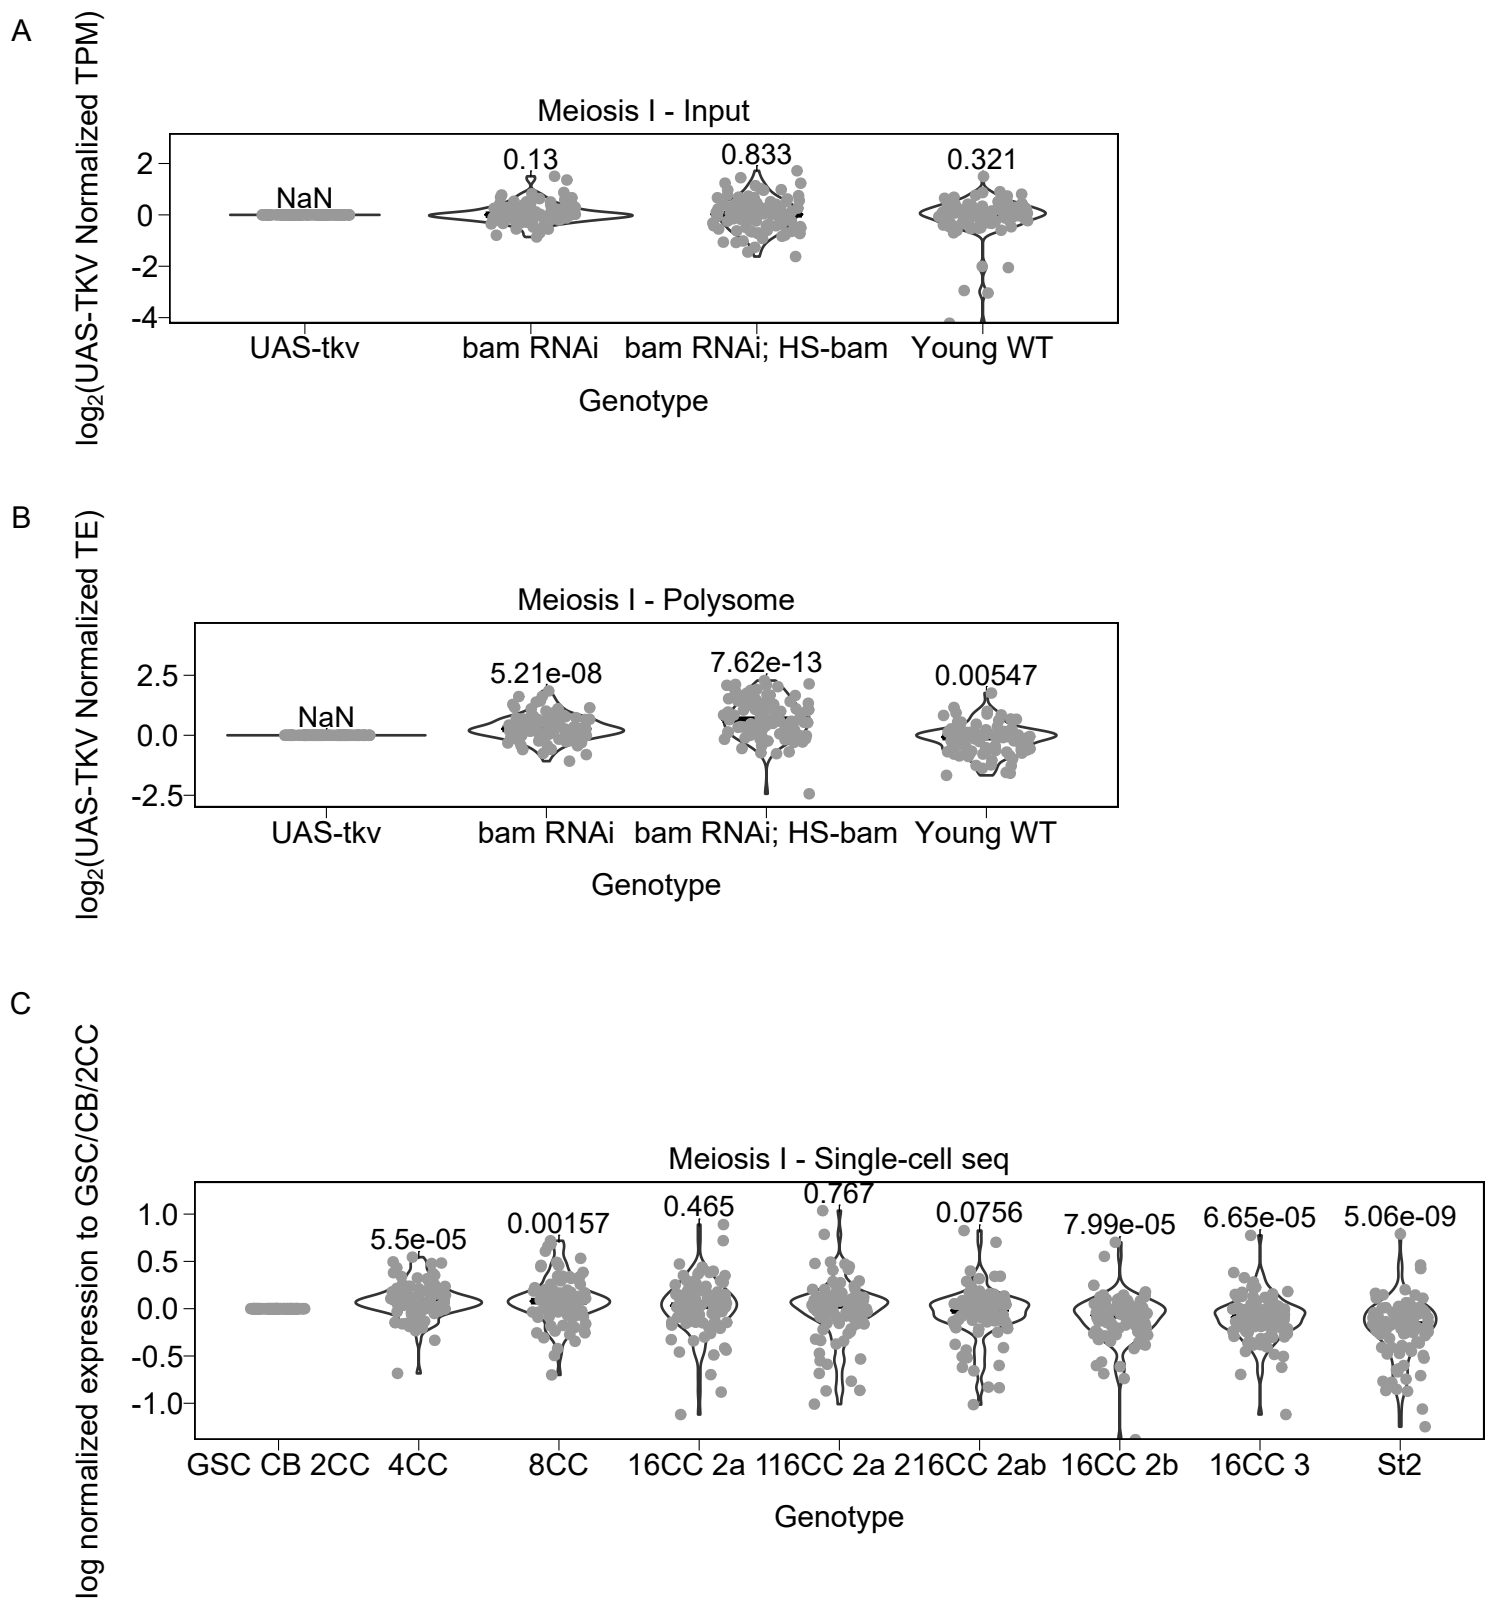 A
log2(UAS-TKV Normalized TPM)
Meiosis I - Input
2
0
-2
-4
NaN
0.13
0.833
0.321
UAS-tkv
bam RNAi
bam RNAi; HS-bam
Young WT
Genotype
B
log2(UAS-TKV Normalized TE)
Meiosis I - Polysome
2.5
0.0
-2.5
NaN
5.21e-08
7.62e-13
0.00547
UAS-tkv
bam RNAi
bam RNAi; HS-bam
Young WT
Genotype
C
log normalized expression to GSC/CB/2CC
Meiosis I - Single-cell seq
1.0
0.5
0.0
-0.5
-1.0
5.5e-05
0.00157
0.465
0.767
0.0756
7.99e-05
6.65e-05
5.06e-09
GSC CB 2CC
4CC
8CC
16CC 2a 1
16CC 2a 2
16CC 2ab
16CC 2b
16CC 3
St2
Genotype